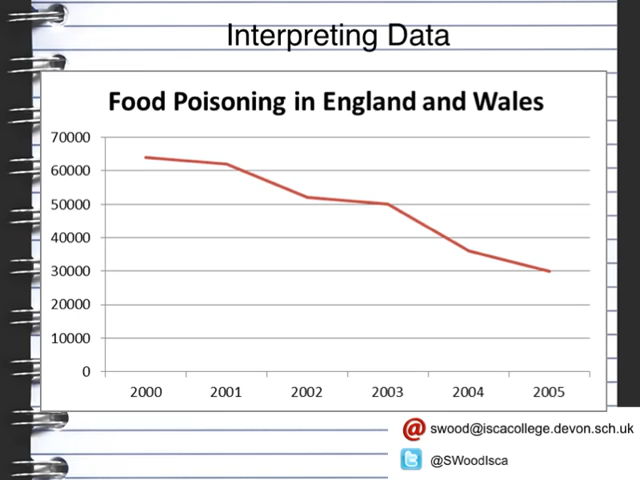 Interpreting Data
Food Poisoning in England and Wales
70000
60000
50000
40000
30000
20000
10000
0
2000 2001 2002 2003 2004 2005
@ swood@iscacollege.devon.sch.uk
@SWoodIsca